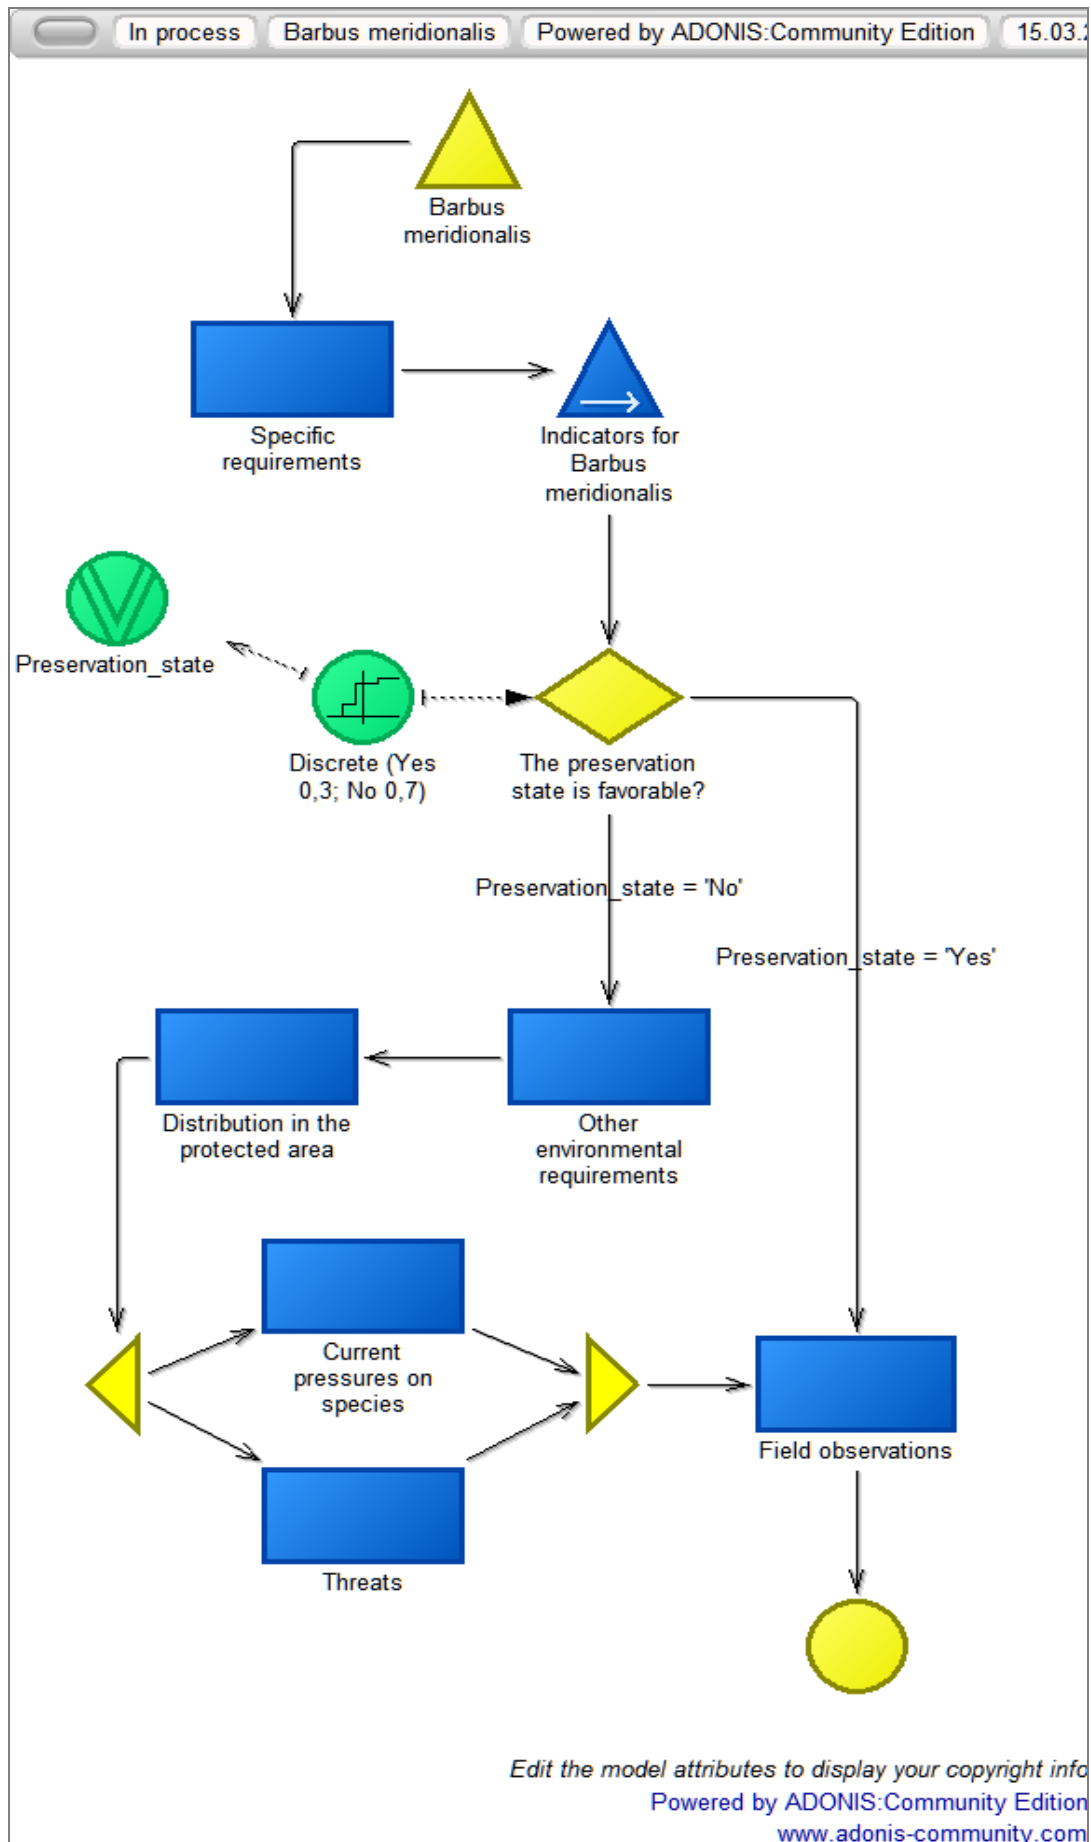 In process Barbus meridionalis Powered by ADONIS:Community Edition 15.03.
Barbus
meridionalis
Specific
requirements
Indicators for
Barbus
meridionalis
Preservation_state
Discrete (Yes
0,3; No 0,7)
The preservation
state is favorable?
Preservation_state = 'No'
Preservation_state = 'Yes'
Distribution in the
protected area
Other
environmental
requirements
Current
pressures on
species
Field observations
Threats
Edit the model attributes to display your copyright info
Powered by ADONIS:Community Edition
www.adonis-community.com